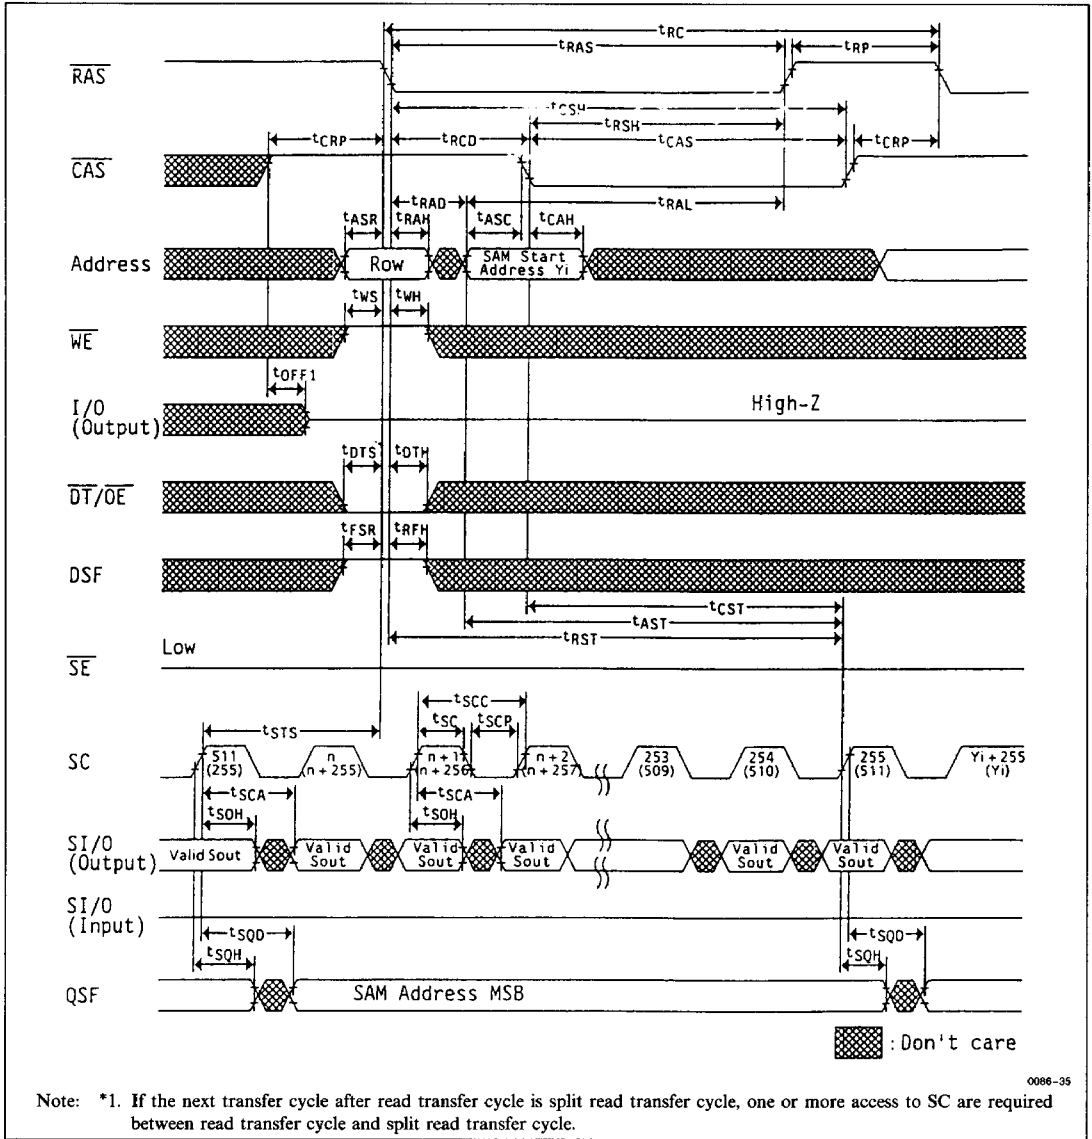 tRC
tRAS
tRP
RAS
tCSH
tRSH
tCRP
tRCD
tCAS
tCRP
CAS
tRAD
tRAL
tASR
tRAH
tASC
tCAH
Address
Row
SAM Start
Address Yi
tWS
tWH
WE
tOFF1
I/O
(Output)
High-Z
tDTS
tDTH
DT/OE
tFSR
tRFH
DSF
tCST
tAST
tRST
Low
SE
tSCC
tSTS
tSC
tSCP
SC
511
(255)
n
(n+255)
n+1
(n+256)
n+2
(n+257)
253
(509)
254
(510)
255
(511)
Yi+255
(Yi)
tSCA
tSCA
tSOH
tSOH
SI/O
(Output)
Valid Sout
Valid
Sout
Valid
Sout
Valid
Sout
Valid
Sout
Valid
Sout
SI/O
(Input)
tSQD
tSQD
tSQH
tSQH
QSF
SAM Address MSB
: Don't care
0086-35
Note: *1. If the next transfer cycle after read transfer cycle is split read transfer cycle, one or more access to SC are required
between read transfer cycle and split read transfer cycle.